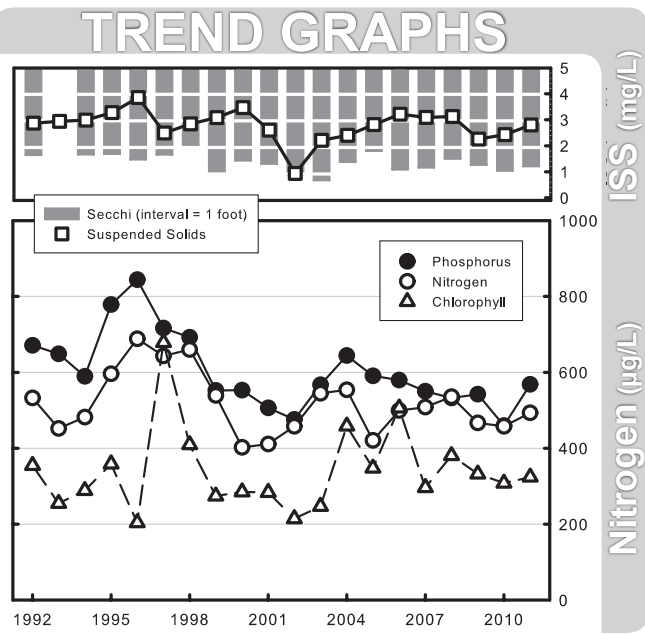 TREND GRAPHS
5
4
3
2
1
0
ISS (mg/L)
Secchi (interval = 1 foot)
Suspended Solids
Phosphorus
Nitrogen
Chlorophyll
1000
800
600
400
200
0
Nitrogen (µg/L)
1992 1995 1998 2001 2004 2007 2010